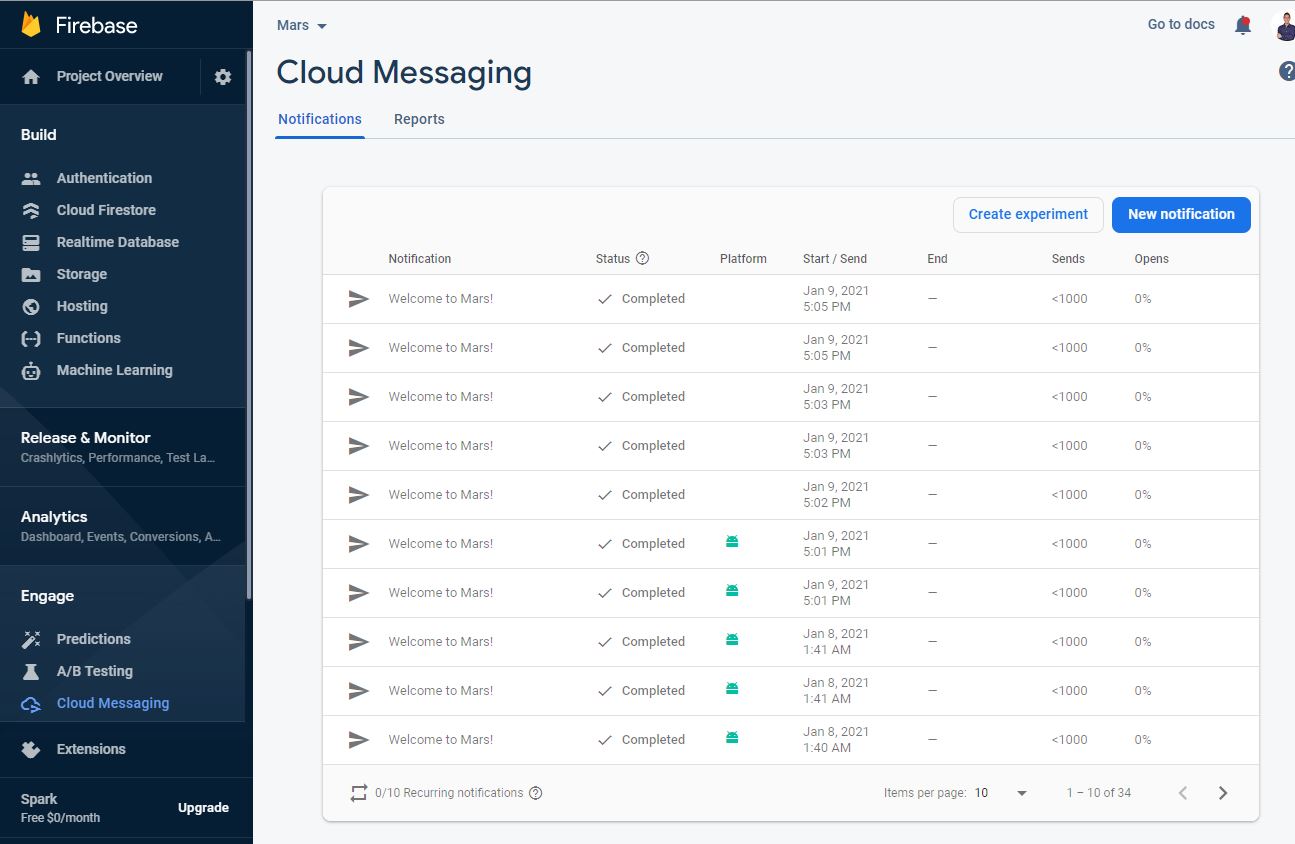 Firebase
Project Overview
Build
Authentication
Cloud Firestore
Realtime Database
Storage
Hosting
Functions
Machine Learning
Release & Monitor
Crashlytics, Performance, Test La...
Analytics
Dashboard, Events, Conversions, A...
Engage
Predictions
A/B Testing
Cloud Messaging
Extensions
Spark
Free $0/month
Upgrade
Mars
Go to docs
Cloud Messaging
Notifications Reports
Create experiment New notification
Notification Status Platform Start / Send End Sends Opens
Welcome to Mars! Completed Jan 9, 2021 – <1000 0%
5:05 PM
Welcome to Mars! Completed Jan 9, 2021 – <1000 0%
5:05 PM
Welcome to Mars! Completed Jan 9, 2021 – <1000 0%
5:03 PM
Welcome to Mars! Completed Jan 9, 2021 – <1000 0%
5:03 PM
Welcome to Mars! Completed Jan 9, 2021 – <1000 0%
5:02 PM
Welcome to Mars! Completed Jan 9, 2021 – <1000 0%
5:01 PM
Welcome to Mars! Completed Jan 9, 2021 – <1000 0%
5:01 PM
Welcome to Mars! Completed Jan 8, 2021 – <1000 0%
1:41 AM
Welcome to Mars! Completed Jan 8, 2021 – <1000 0%
1:41 AM
Welcome to Mars! Completed Jan 8, 2021 – <1000 0%
1:40 AM
0/10 Recurring notifications Items per page: 10 1 – 10 of 34